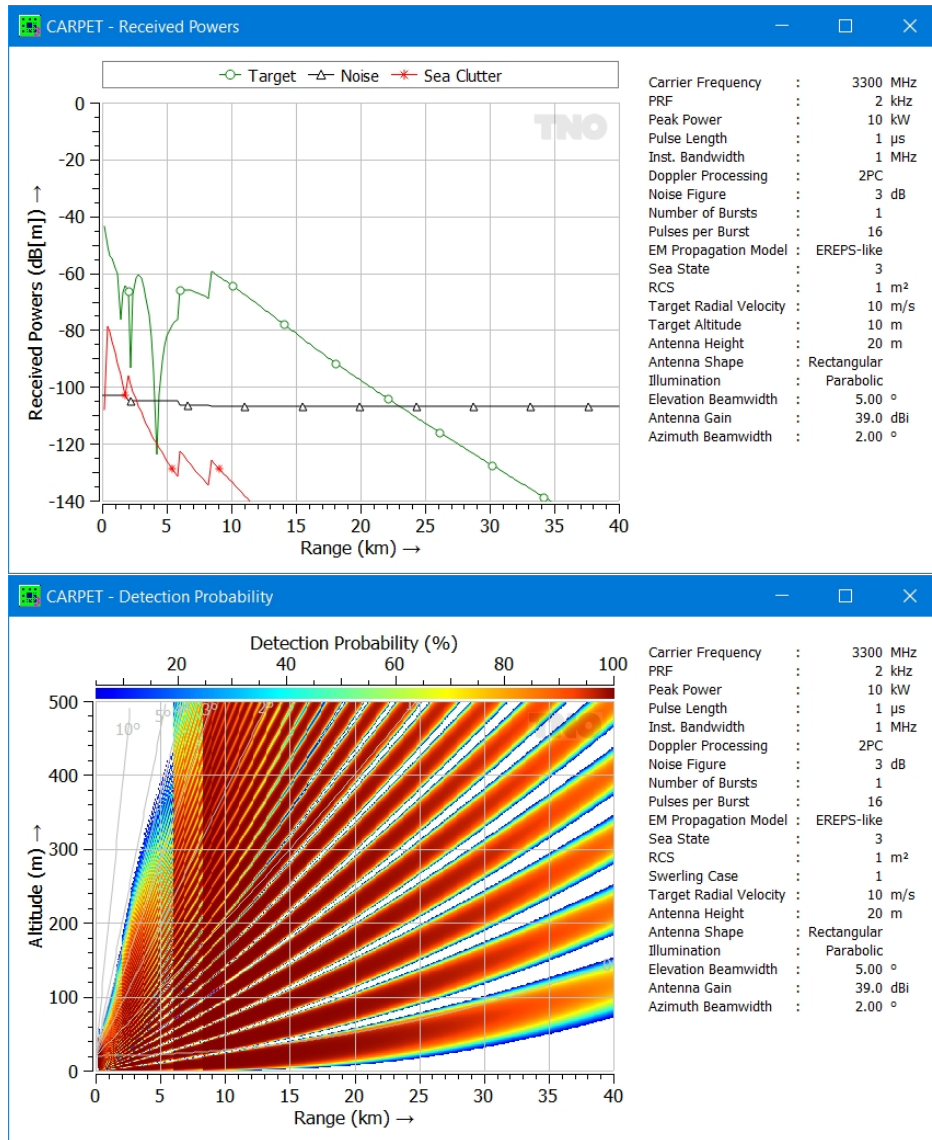 CARPET - Received Powers
Target Noise Sea Clutter
TNO
0
-20
-40
-60
-80
-100
-120
-140
Received Powers (dB[m]) →
0 5 10 15 20 25 30 35 40
Range (km) →
Carrier Frequency : 3300 MHz
PRF : 2 kHz
Peak Power : 10 kW
Pulse Length : 1 µs
Inst. Bandwidth : 1 MHz
Doppler Processing : 2PC
Noise Figure : 3 dB
Number of Bursts : 1
Pulses per Burst : 16
EM Propagation Model : EREPS-like
Sea State : 3
RCS : 1 m²
Target Radial Velocity : 10 m/s
Target Altitude : 10 m
Antenna Height : 20 m
Antenna Shape : Rectangular
Illumination : Parabolic
Elevation Beamwidth : 5.00 º
Antenna Gain : 39.0 dBi
Azimuth Beamwidth : 2.00 º
CARPET - Detection Probability
Detection Probability (%)
20 40 60 80 100
TNO
10º 5º 3º 2º
500
400
300
200
100
0
Altitude (m) →
0 5 10 15 20 25 30 35 40
Range (km) →
Carrier Frequency : 3300 MHz
PRF : 2 kHz
Peak Power : 10 kW
Pulse Length : 1 µs
Inst. Bandwidth : 1 MHz
Doppler Processing : 2PC
Noise Figure : 3 dB
Number of Bursts : 1
Pulses per Burst : 16
EM Propagation Model : EREPS-like
Sea State : 3
RCS : 1 m²
Swerling Case : 1
Target Radial Velocity : 10 m/s
Antenna Height : 20 m
Antenna Shape : Rectangular
Illumination : Parabolic
Elevation Beamwidth : 5.00 º
Antenna Gain : 39.0 dBi
Azimuth Beamwidth : 2.00 º